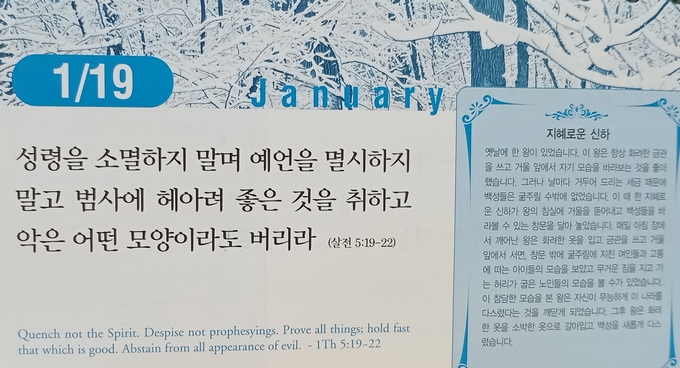 1/19
January
성령을 소멸하지 말며 예언을 멸시하지
말고 범사에 헤아려 좋은 것을 취하고
악은 어떤 모양이라도 버리라 (살전 5:19-22)
Quench not the Spirit. Despise not prophesyings. Prove all things; hold fast
that which is good. Abstain from all appearance of evil. - 1Th 5:19-22
지혜로운 신하
옛날에 한 왕이 있었습니다. 이 왕은 항상 화려한 금관
을 쓰고 거울 앞에서 자기 모습을 바라보는 것을 좋아
했습니다. 그러나 날마다 거두어 드리는 세금 때문에
백성들은 굶주릴 수밖에 없었습니다. 이 때 한 지혜로
운 신하가 왕의 침실에 거울을 뜯어내고 백성들을 바
라볼 수 있는 창문을 달아 놓았습니다. 매일 아침 잠에
서 깨어난 왕은 화려한 옷을 입고 금관을 쓰고 거울
앞에서 서면, 창문 밖에 굶주림에 지친 여인들과 고통
에 떠는 아이들의 모습을 보았고 무거운 짐을 지고 가
는 허리가 굽은 노인들의 모습을 볼 수가 있었습니다.
이 참담한 모습을 본 왕은 자신이 무능하게 이 나라를
다스렸다는 것을 깨닫게 되었습니다. 그후 왕은 화려
한 옷을 소박한 옷으로 갈아입고 백성을 새롭게 다스
렸습니다.